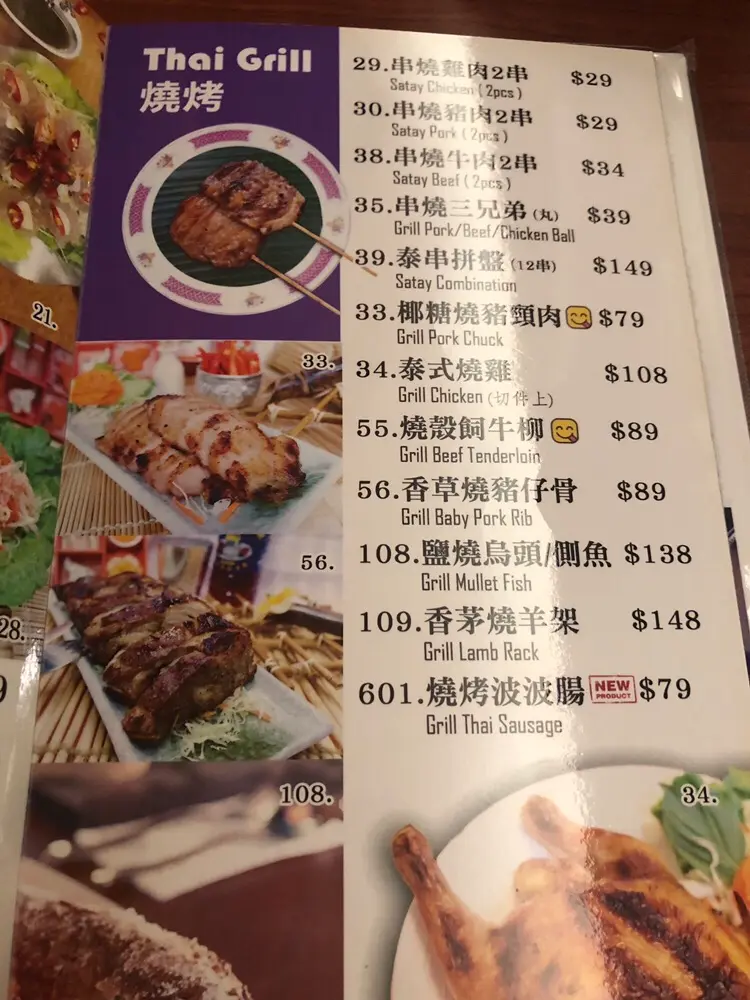 Thai Grill
燒烤
29.串燒雞肉2串 $29
Satay Chicken (2pcs)
30.串燒豬肉2串 $29
Satay Pork (2pcs)
38.串燒牛肉2串 $34
Satay Beef (2pcs)
35.串燒三兄弟(丸) $39
Grill Pork/Beef/Chicken Ball
39.泰串拼盤(12串) $149
Satay Combination
33.椰糖燒豬頸肉 $79
Grill Pork Chuck
34.泰式燒雞 $108
Grill Chicken (切件上)
55.燒殼飼牛柳 $89
Grill Beef Tenderloin
56.香草燒豬仔骨 $89
Grill Baby Pork Rib
108.鹽燒烏頭/側魚 $138
Grill Mullet Fish
109.香茅燒羊架 $148
Grill Lamb Rack
601.燒烤波波腸 NEW PRODUCT $79
Grill Thai Sausage
21.
33.
56.
28.
9
108.
34.